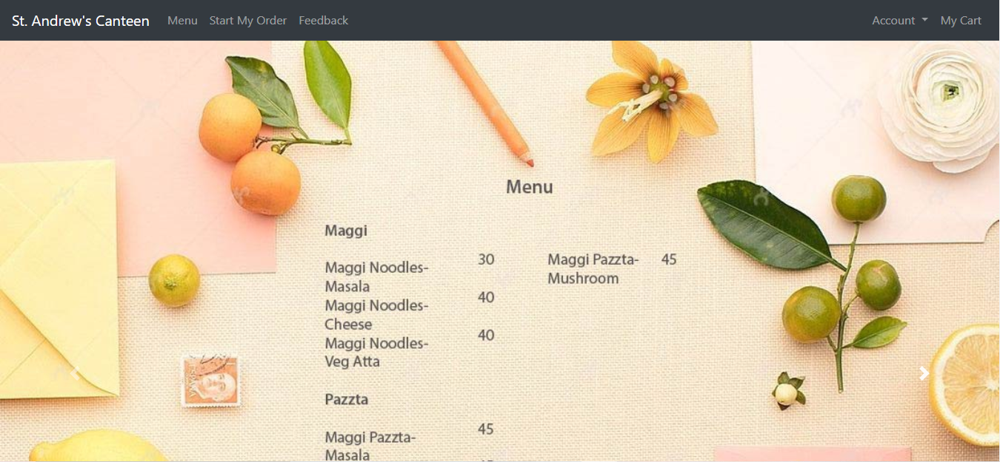 St. Andrew's Canteen Menu Start My Order Feedback Account My Cart
Menu
Maggi
Maggi Noodles- 30
Masala
Maggi Noodles- 40
Cheese
Maggi Noodles- 40
Veg Atta
Pazzta
Maggi Pazzta- 45
Masala
Maggi Pazzta- 45
Mushroom